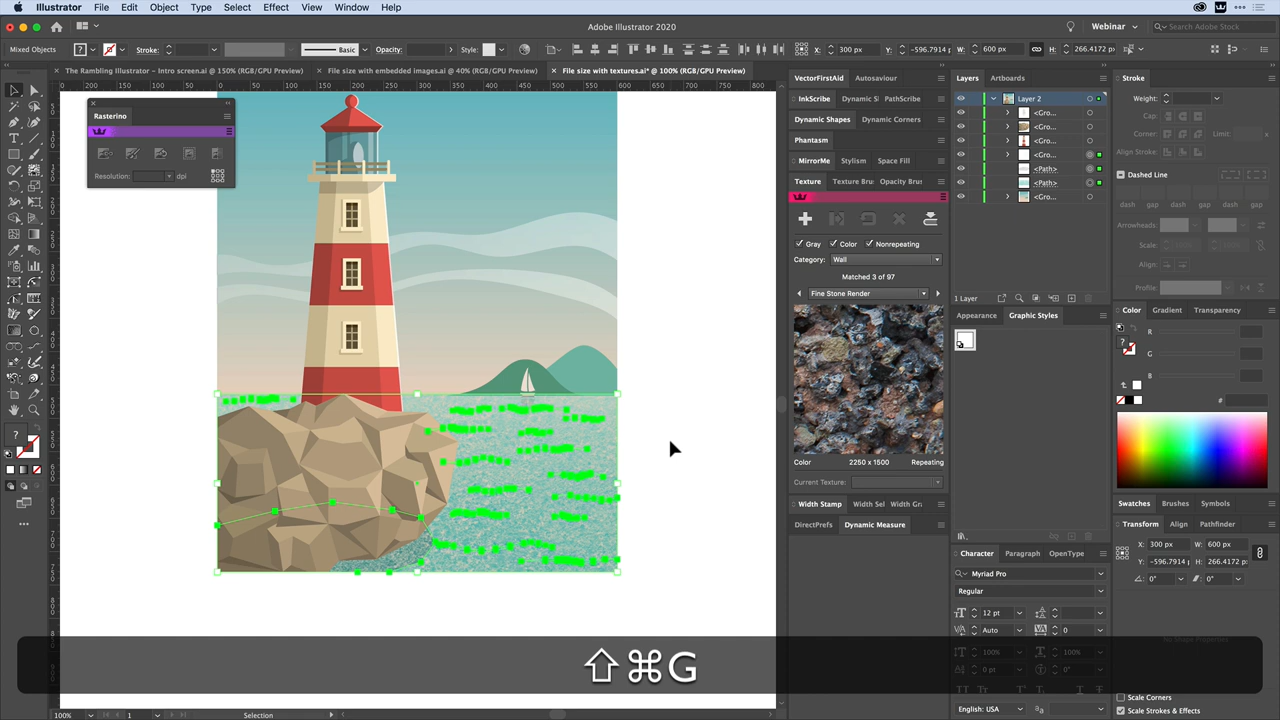 Illustrator File Edit Object Type Select Effect View Window Help
Adobe Illustrator 2020
Webinar
Search Adobe Stock
Mixed Objects
Stroke:
Basic
Opacity:
Style:
X: 300 px
Y: -596.7914
W: 600 px
H: 266.4172 p
× The Rambling Illustrator – Intro screen.ai @ 150% (RGB/GPU Preview)
× File size with embedded images.ai @ 40% (RGB/GPU Preview)
× File size with textures.ai* @ 100% (RGB/GPU Preview)
Rasterino
Resolution:
dpi
VectorFirstAid Autosaviour
InkScribe Dynamic S PathScribe
Dynamic Shapes Dynamic Corners
Phantasm
MirrorMe Stylism Space Fill
Texture Texture Bru Opacity Brus
Gray Color Nonrepeating
Category: Wall
Matched 3 of 97
Fine Stone Render
Color 2250 x 1500 Repeating
Current Texture:
Width Stamp Width Sel Width Gr
DirectPrefs Dynamic Measure
Layers Artboards
Layer 2
<Gro...
<Gro...
<Gro...
<Gro...
<Path>
<Path>
<Gro...
1 Layer
Appearance Graphic Styles
Character Paragraph OpenType
Myriad Pro
Regular
12 pt
Auto
0
100%
100%
0 pt
0°
English: USA
Stroke
Weight:
Cap:
Corner: Limit:
Align Stroke:
Dashed Line
dash gap dash gap dash gap
Arrowheads:
Scale: 100% 100%
Align:
Profile:
Color Gradient Transparency
R
G
B
#
Swatches Brushes Symbols
Transform Align Pathfinder
X: 300 px W: 600 px
Y: -596.7914 H: 266.4172 p
0° 0°
Scale Corners
Scale Strokes & Effects
⇧⌘G
100% 1 Selection